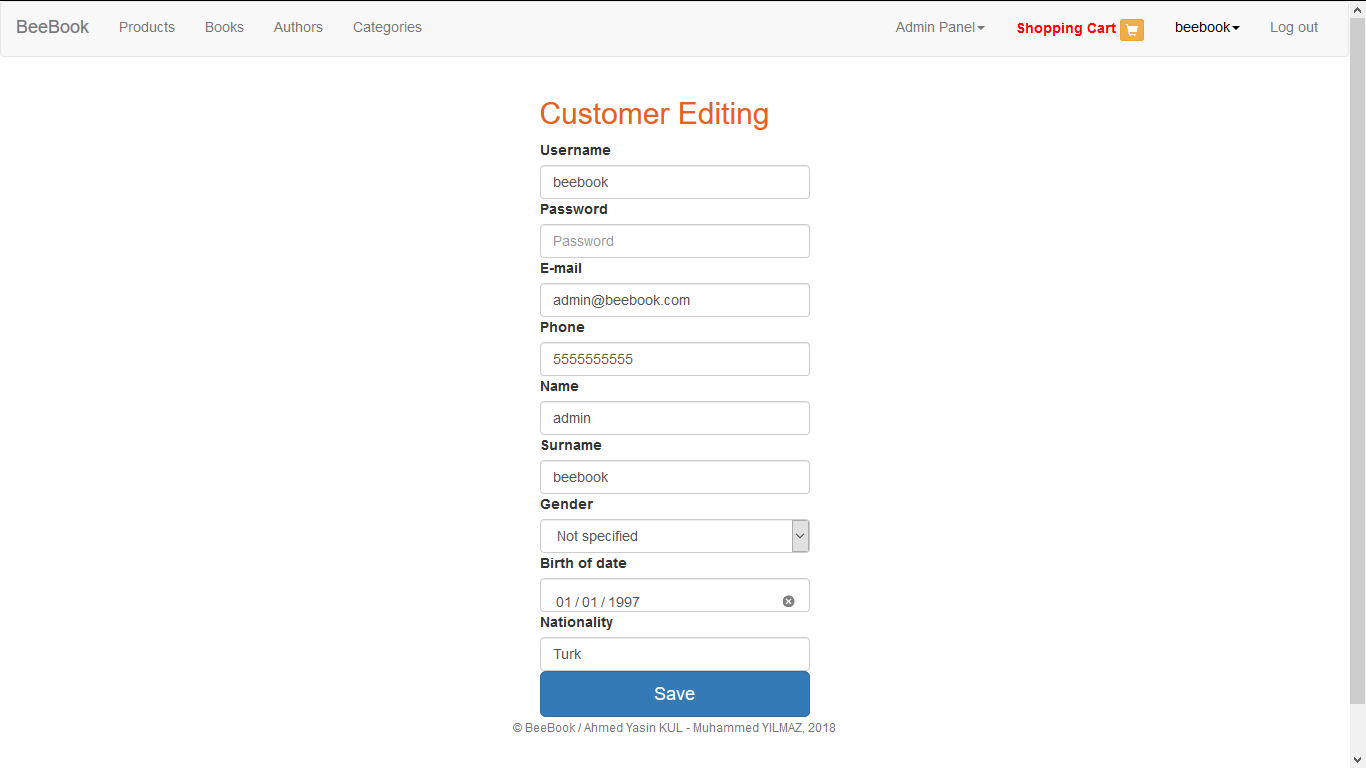 BeeBook Products Books Authors Categories Admin Panel Shopping Cart beebook Log out
Customer Editing
Username
beebook
Password
Password
E-mail
admin@beebook.com
Phone
5555555555
Name
admin
Surname
beebook
Gender
Not specified
Birth of date
01 / 01 / 1997
Nationality
Turk
Save
© BeeBook / Ahmed Yasin KUL - Muhammed YILMAZ, 2018